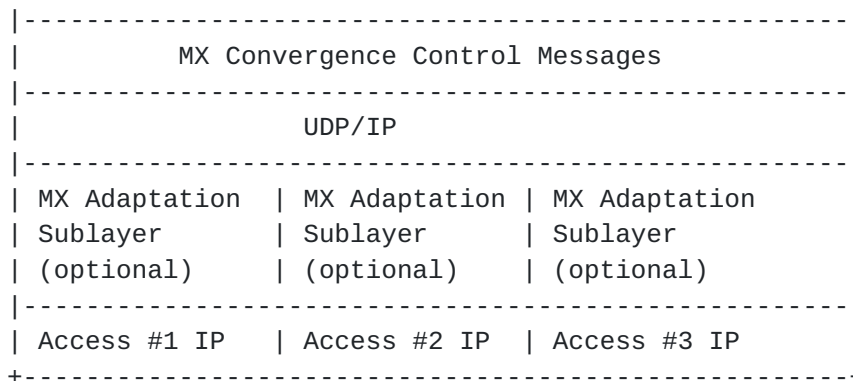 |-----------------------------------------------------
|          MX Convergence Control Messages
|-----------------------------------------------------
|                  UDP/IP
|-----------------------------------------------------
| MX Adaptation  | MX Adaptation | MX Adaptation
| Sublayer       | Sublayer      | Sublayer
| (optional)     | (optional)    | (optional)
|-----------------------------------------------------
| Access #1 IP   | Access #2 IP  | Access #3 IP
+-----------------------------------------------------+